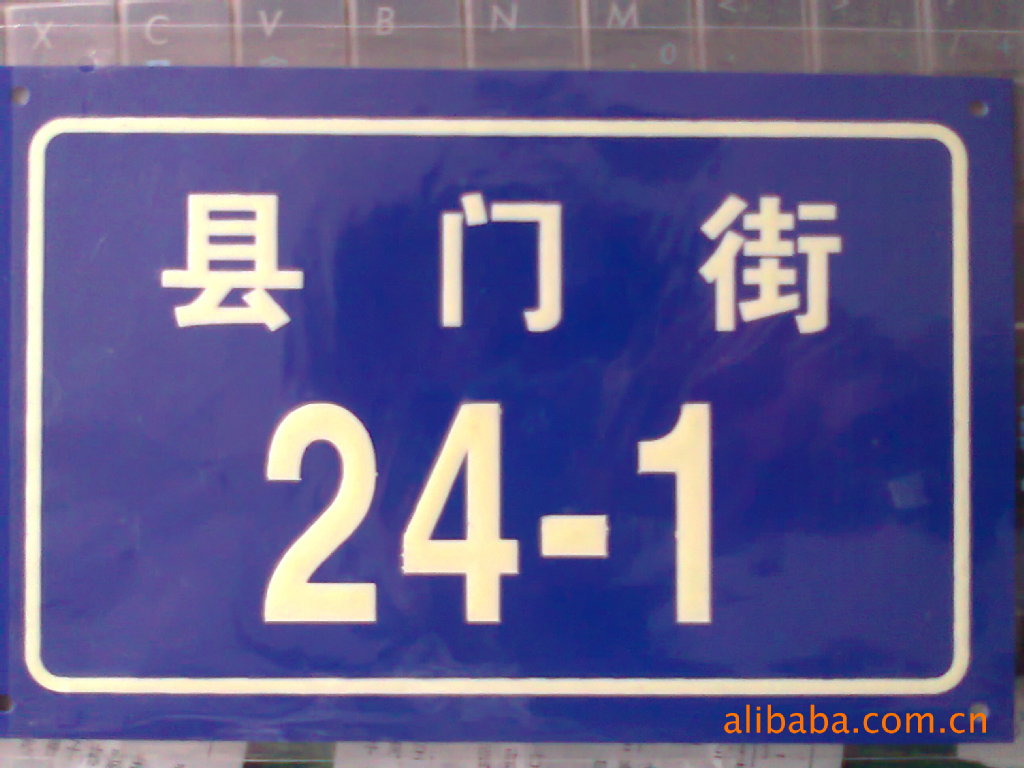 X C V B N M
县门街
24-1
alibaba.com.cn